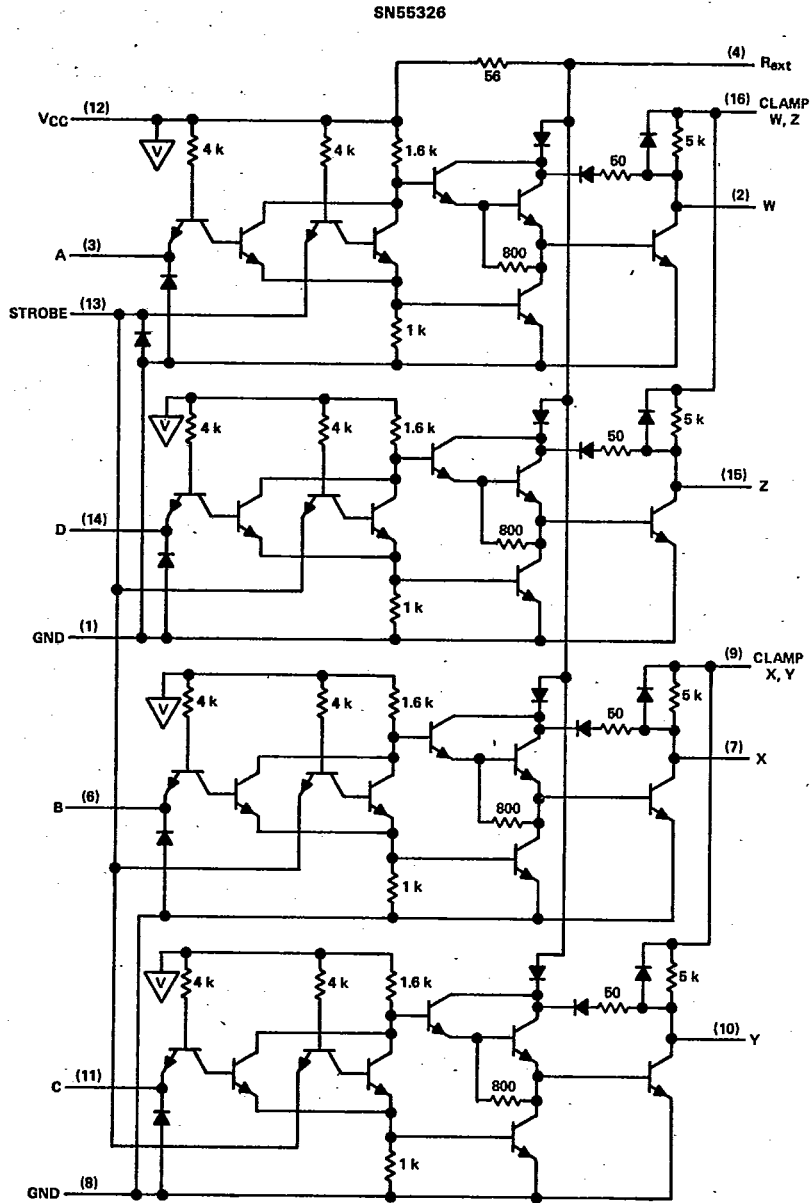 SN55326
(4)
Rext
56
VCC (12)
(16) CLAMP
W, Z
V
4 k
4 k
1.6 k
5 k
50
(2) W
A (3)
800
STROBE (13)
1 k
V
4 k
4 k
1.6 k
5 k
50
(15) Z
D (14)
800
1 k
GND (1)
(9) CLAMP
X, Y
V
4 k
4 k
1.6 k
5 k
50
(7) X
B (6)
800
1 k
V
4 k
4 k
1.6 k
5 k
50
(10) Y
C (11)
800
1 k
GND (8)